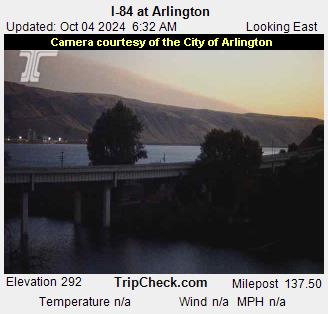 I-84 at Arlington
Updated: Oct 04 2024 6:32 AM Looking East
Camera courtesy of the City of Arlington
Elevation 292 TripCheck.com Milepost 137.50
Temperature n/a Wind n/a MPH n/a